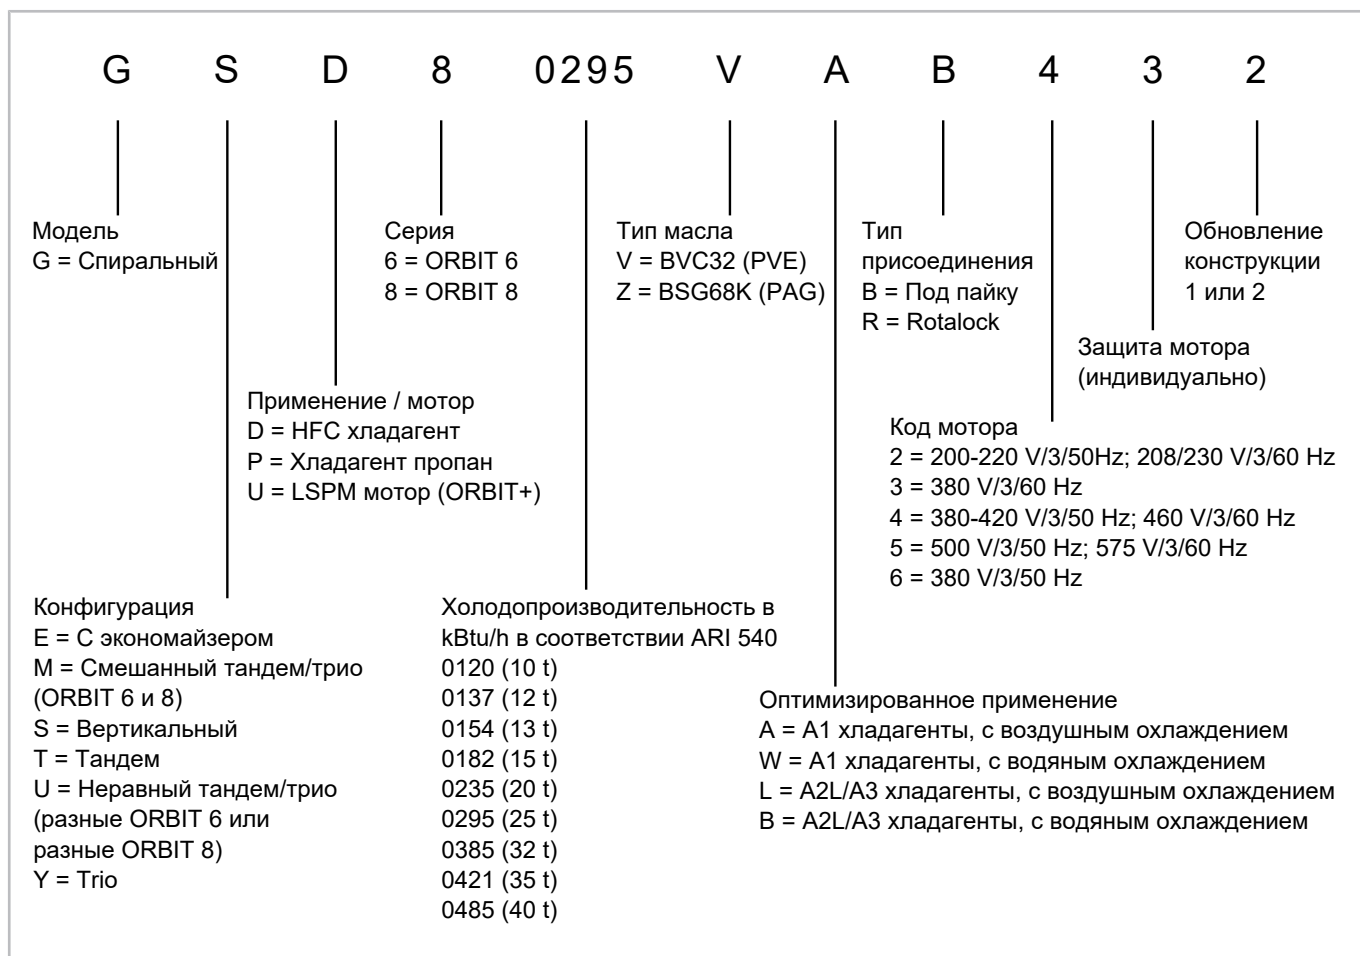 G S D 8 0295 V A B 4 3 2
Модель
G = Спиральный
Серия
6 = ORBIT 6
8 = ORBIT 8
Тип масла
V = BVC32 (PVE)
Z = BSG68K (PAG)
Тип
присоединения
B = Под пайку
R = Rotalock
Обновление
конструкции
1 или 2
Защита мотора
(индивидуально)
Применение / мотор
D = HFC хладагент
P = Хладагент пропан
U = LSPM мотор (ORBIT+)
Код мотора
2 = 200-220 V/3/50Hz; 208/230 V/3/60 Hz
3 = 380 V/3/60 Hz
4 = 380-420 V/3/50 Hz; 460 V/3/60 Hz
5 = 500 V/3/50 Hz; 575 V/3/60 Hz
6 = 380 V/3/50 Hz
Конфигурация
E = С экономайзером
M = Смешанный тандем/трио
(ORBIT 6 и 8)
S = Вертикальный
T = Тандем
U = Неравный тандем/трио
(разные ORBIT 6 или
разные ORBIT 8)
Y = Trio
Холодопроизводительность в
kBtu/h в соответствии ARI 540
0120 (10 t)
0137 (12 t)
0154 (13 t)
0182 (15 t)
0235 (20 t)
0295 (25 t)
0385 (32 t)
0421 (35 t)
0485 (40 t)
Оптимизированное применение
A = A1 хладагенты, с воздушным охлаждением
W = A1 хладагенты, с водяным охлаждением
L = A2L/A3 хладагенты, с воздушным охлаждением
B = A2L/A3 хладагенты, с водяным охлаждением